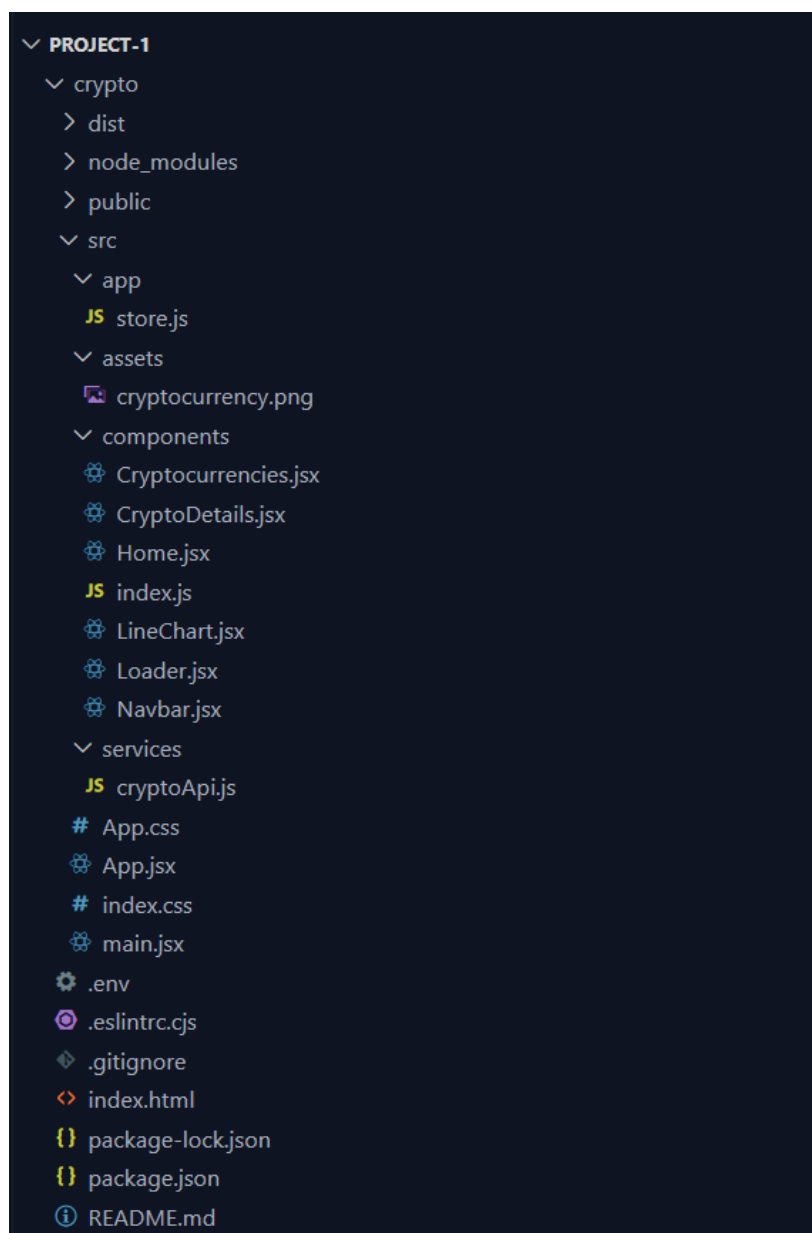 PROJECT-1
crypto
dist
node_modules
public
src
app
JS store.js
assets
cryptocurrency.png
components
Cryptocurrencies.jsx
CryptoDetails.jsx
Home.jsx
JS index.js
LineChart.jsx
Loader.jsx
Navbar.jsx
services
JS cryptoApi.js
# App.css
App.jsx
# index.css
main.jsx
.env
.eslintrc.cjs
.gitignore
<> index.html
{} package-lock.json
{} package.json
README.md